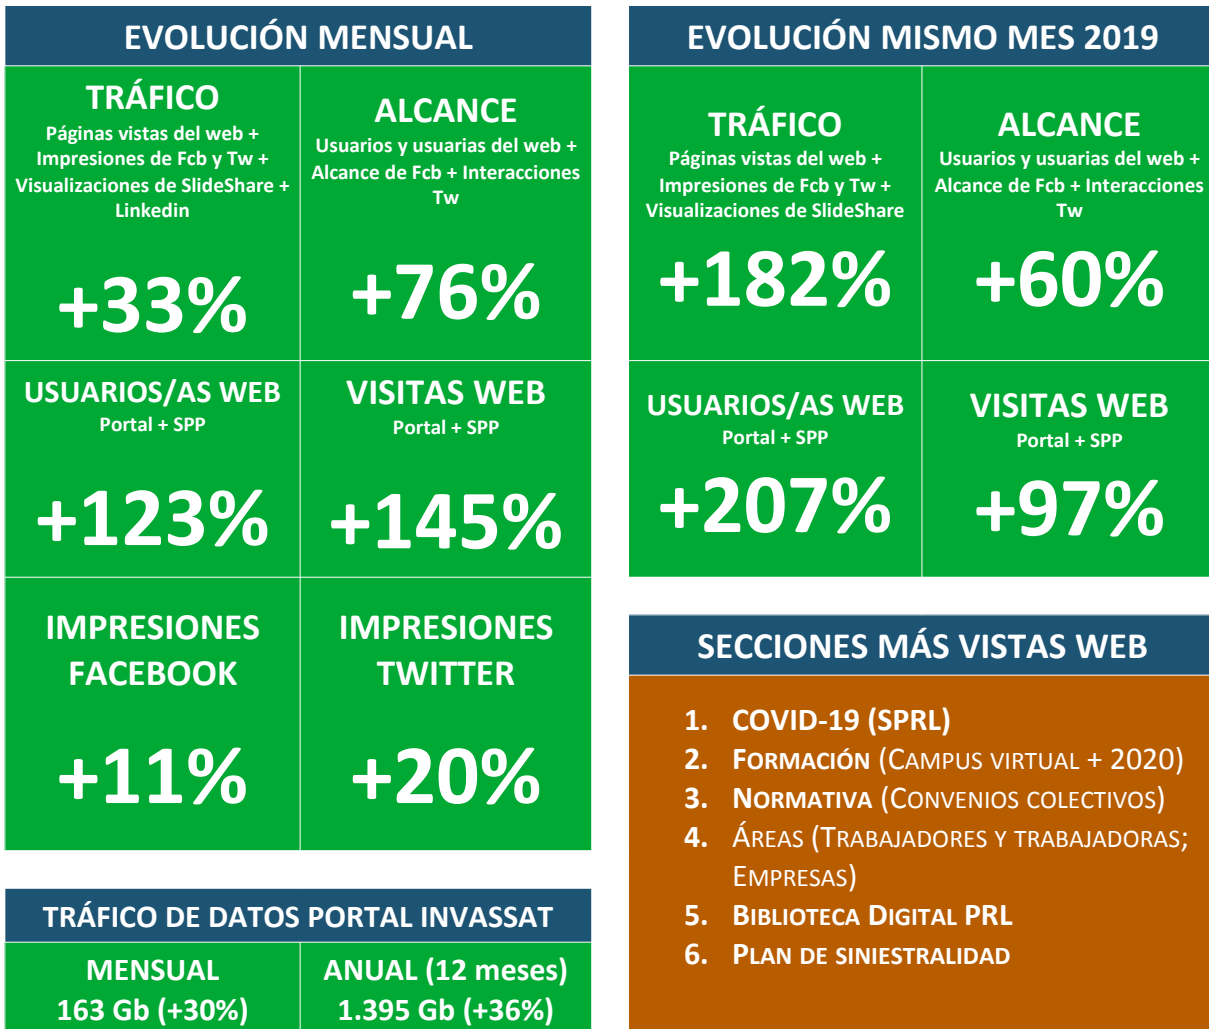 EVOLUCIÓN MENSUAL
TRÁFICO
Páginas vistas del web +
Impresiones de Fcb y Tw +
Visualizaciones de SlideShare +
Linkedin
+33%
ALCANCE
Usuarios y usuarias del web +
Alcance de Fcb + Interacciones
Tw
+76%
USUARIOS/AS WEB
Portal + SPP
+123%
VISITAS WEB
Portal + SPP
+145%
IMPRESIONES
FACEBOOK
+11%
IMPRESIONES
TWITTER
+20%
TRÁFICO DE DATOS PORTAL INVASSAT
MENSUAL
163 Gb (+30%)
ANUAL (12 meses)
1.395 Gb (+36%)
EVOLUCIÓN MISMO MES 2019
TRÁFICO
Páginas vistas del web +
Impresiones de Fcb y Tw +
Visualizaciones de SlideShare
+182%
ALCANCE
Usuarios y usuarias del web +
Alcance de Fcb + Interacciones
Tw
+60%
USUARIOS/AS WEB
Portal + SPP
+207%
VISITAS WEB
Portal + SPP
+97%
SECCIONES MÁS VISTAS WEB
1. COVID-19 (SPRL)
2. FORMACIÓN (CAMPUS VIRTUAL + 2020)
3. NORMATIVA (CONVENIOS COLECTIVOS)
4. ÁREAS (TRABAJADORES Y TRABAJADORAS;
EMPRESAS)
5. BIBLIOTECA DIGITAL PRL
6. PLAN DE SINIESTRALIDAD